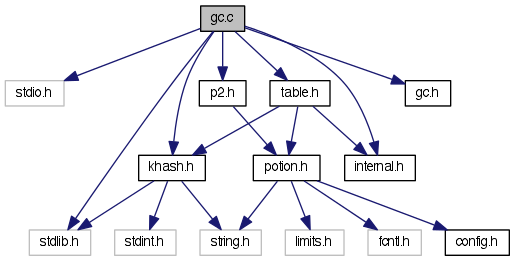 gc.c
stdio.h
p2.h
table.h
gc.h
khash.h
potion.h
internal.h
stdlib.h
stdint.h
string.h
limits.h
fcntl.h
config.h